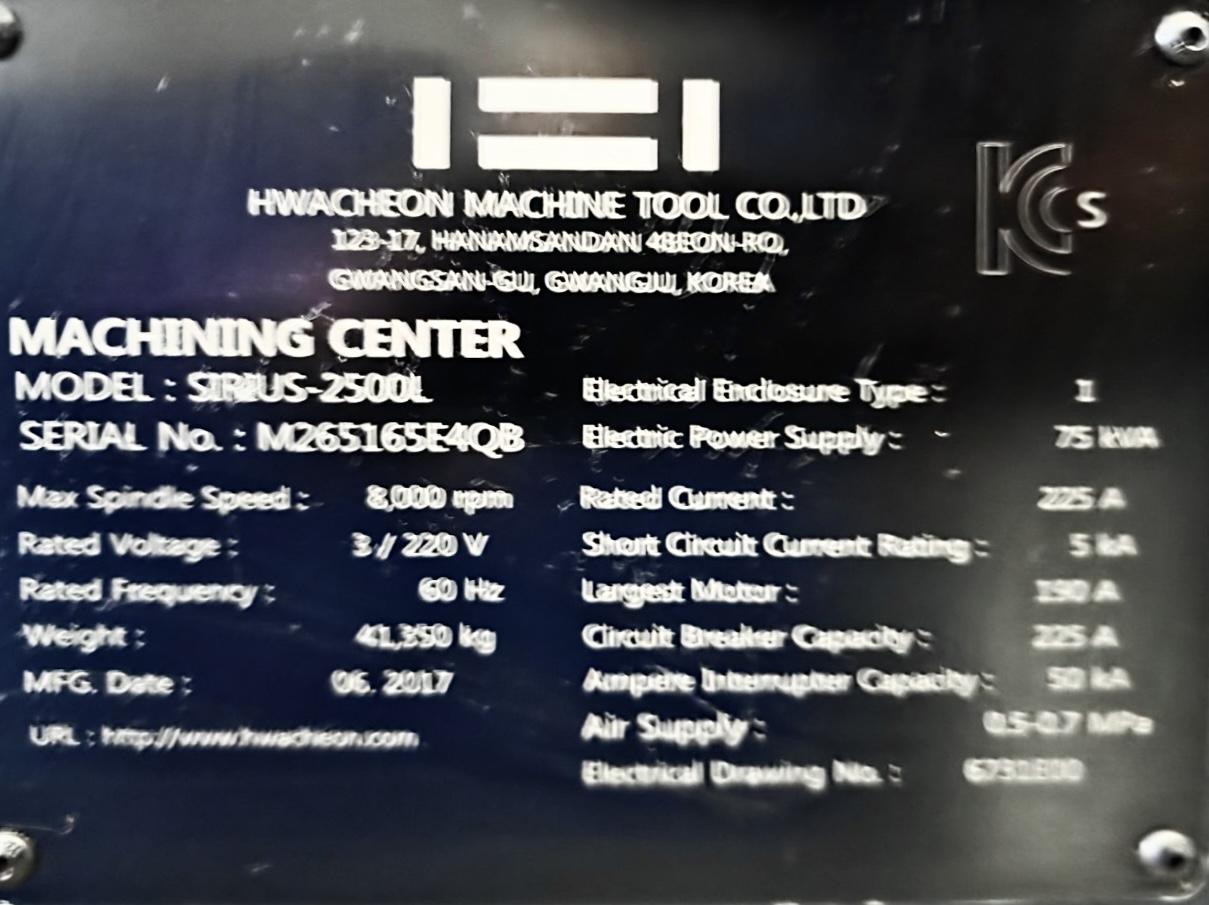 HWACHEON MACHINE TOOL CO.,LTD
123-17, HANAMSANDAN 4BEON-RO,
GWANGSAN-GU, GWANGJU, KOREA
S
MACHINING CENTER
MODEL : SIRIUS-2500L
SERIAL No. : M265165E4QB
Max Spindle Speed : 8,000 rpm
Rated Voltage : 3 // 220 V
Rated Frequency : 60 Hz
Weight : 41,350 kg
MFG. Date : 06. 2017
URL : http://www.hwacheon.com
Electrical Enclosure Type : 1
Electric Power Supply : 75 kVA
Rated Current : 225 A
Short Circuit Current Rating : 5 kA
Largest Motor : 190 A
Circuit Breaker Capacity : 225 A
Ampere Interrupter Capacity : 50 kA
Air Supply : 0.5-0.7 MPa
Electrical Drawing No. :